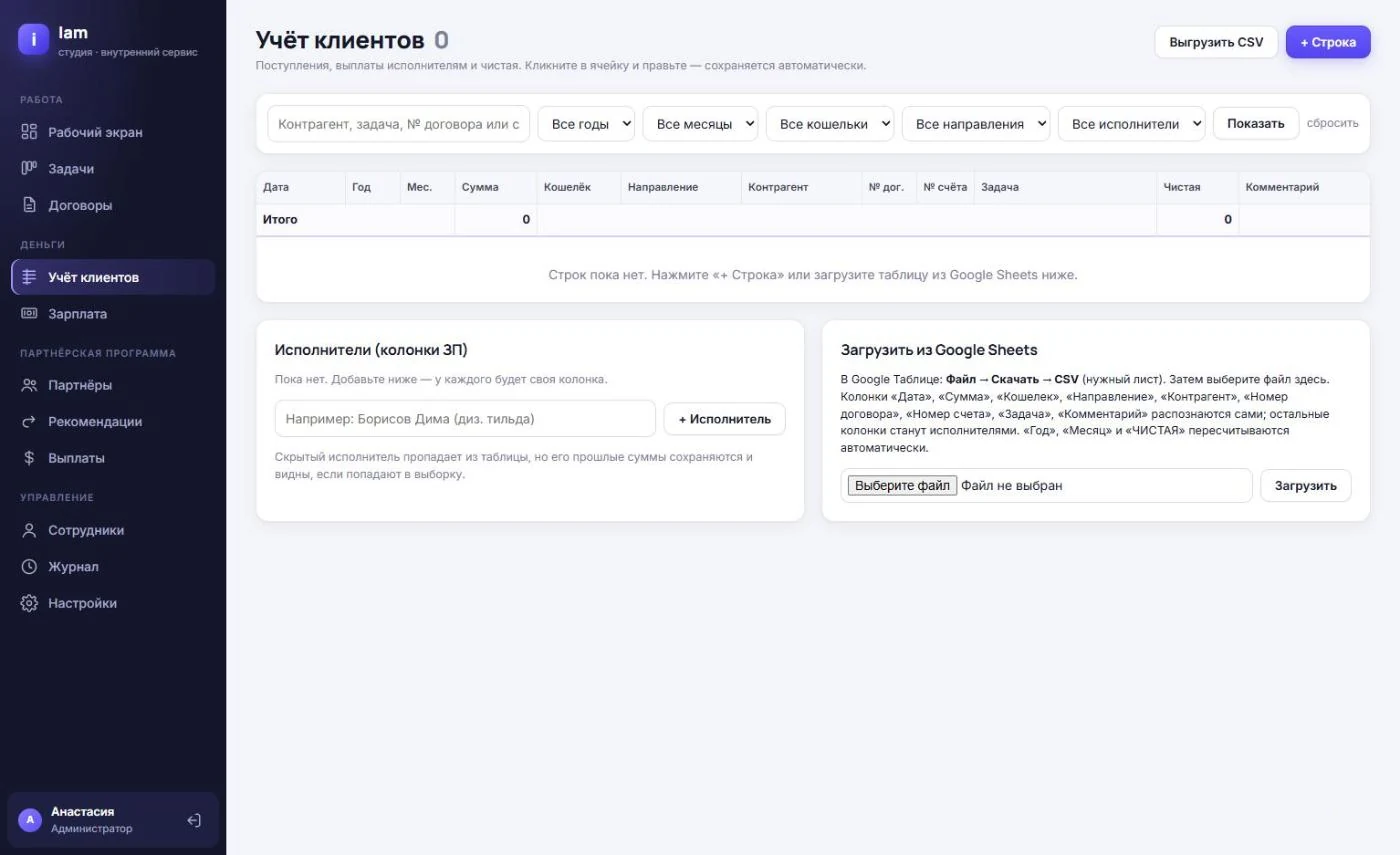 i
Iam
студия · внутренний сервис
РАБОТА
Рабочий экран
Задачи
Договоры
ДЕНЬГИ
Учёт клиентов
Зарплата
ПАРТНЁРСКАЯ ПРОГРАММА
Партнёры
Рекомендации
Выплаты
УПРАВЛЕНИЕ
Сотрудники
Журнал
Настройки
А
Анастасия
Администратор
Учёт клиентов 0
Поступления, выплаты исполнителям и чистая. Кликните в ячейку и правьте — сохраняется автоматически.
Выгрузить CSV
+ Строка
Контрагент, задача, № договора или с
Все годы
Все месяцы
Все кошельки
Все направления
Все исполнители
Показать
сбросить
Дата Год Мес. Сумма Кошелёк Направление Контрагент № дог. № счёта Задача Чистая Комментарий
Итого 0 0
Строк пока нет. Нажмите «+ Строка» или загрузите таблицу из Google Sheets ниже.
Исполнители (колонки ЗП)
Пока нет. Добавьте ниже — у каждого будет своя колонка.
Например: Борисов Дима (диз. тильда)
+ Исполнитель
Скрытый исполнитель пропадает из таблицы, но его прошлые суммы сохраняются и
видны, если попадают в выборку.
Загрузить из Google Sheets
В Google Таблице: Файл → Скачать → CSV (нужный лист). Затем выберите файл здесь.
Колонки «Дата», «Сумма», «Кошелек», «Направление», «Контрагент», «Номер
договора», «Номер счета», «Задача», «Комментарий» распознаются сами; остальные
колонки станут исполнителями. «Год», «Месяц» и «ЧИСТАЯ» пересчитываются
автоматически.
Выберите файл Файл не выбран
Загрузить